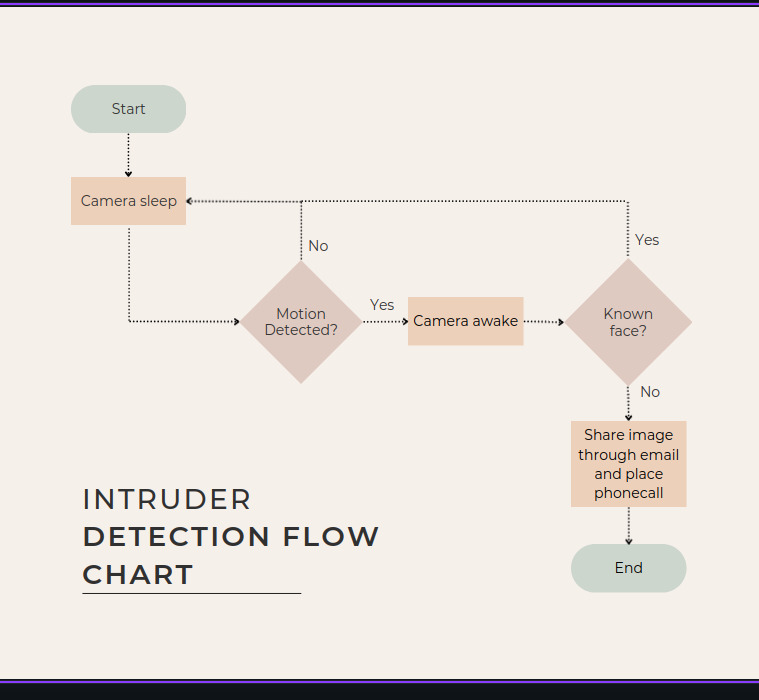 Start
Camera sleep
No
Yes
Motion
Detected?
Yes
Camera awake
Known
face?
No
Share image
through email
and place
phonecall
End
INTRUDER
DETECTION FLOW
CHART